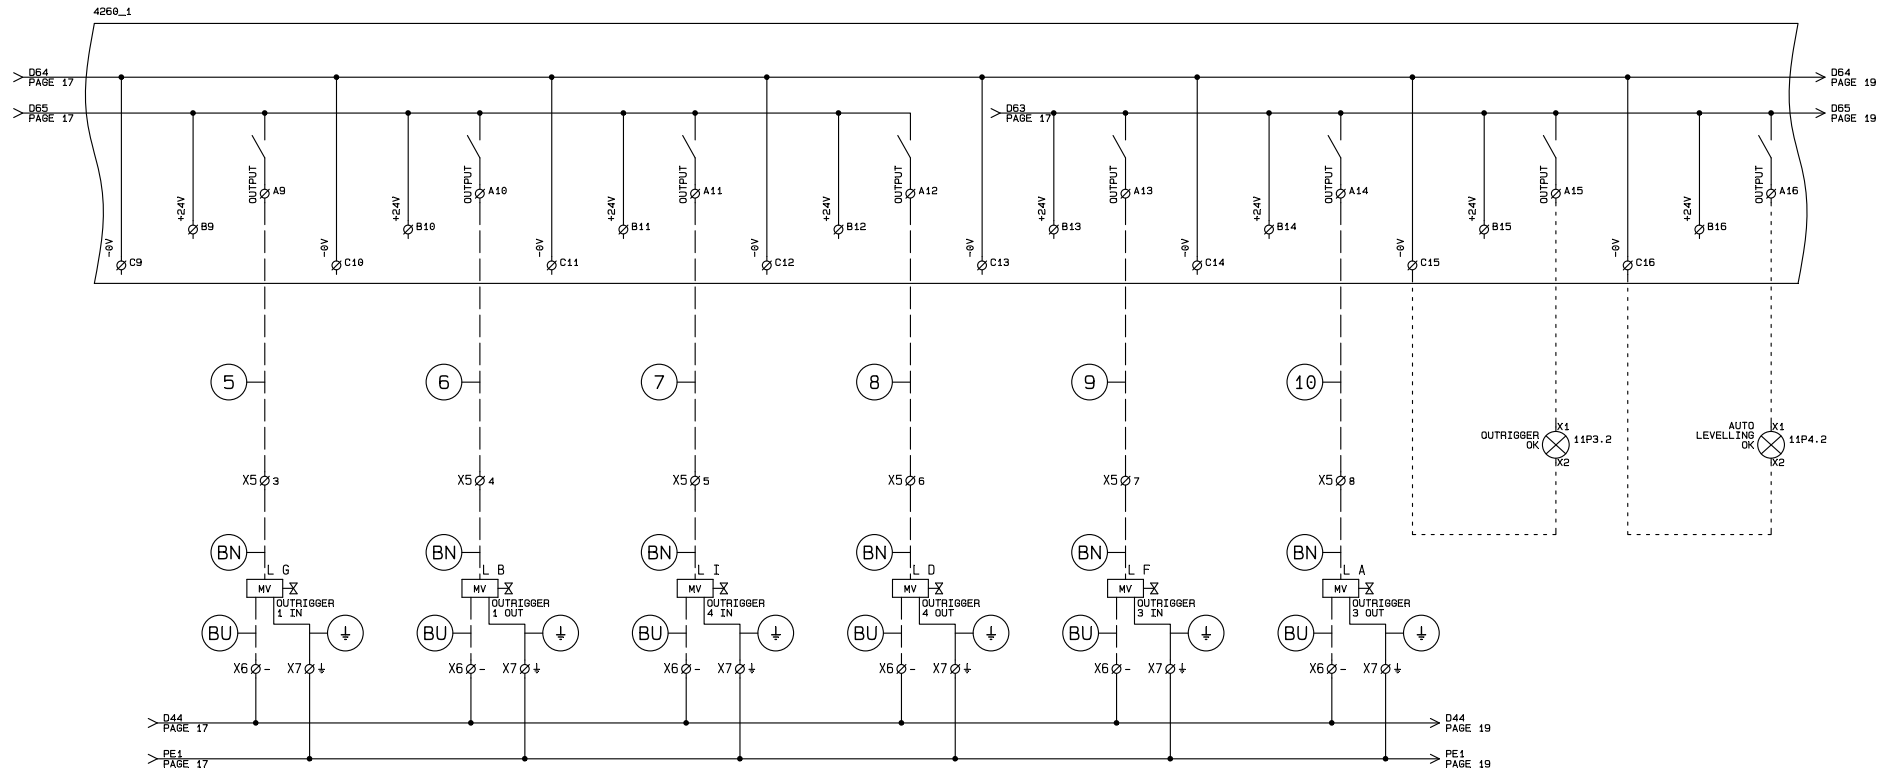 4260_1
D64
PAGE 17
D64
PAGE 19
D65
PAGE 17
D63
PAGE 17
D65
PAGE 19
OUTPUT A9
OUTPUT A10
OUTPUT A11
OUTPUT A12
OUTPUT A13
OUTPUT A14
OUTPUT A15
OUTPUT A16
+24V B9
+24V B10
+24V B11
+24V B12
+24V B13
+24V B14
+24V B15
+24V B16
-0V C9
-0V C10
-0V C11
-0V C12
-0V C13
-0V C14
-0V C15
-0V C16
5
6
7
8
9
10
OUTRIGGER
OK
X1
11P3.2
X2
AUTO
LEVELLING
OK
X1
11P4.2
X2
X5 3
X5 4
X5 5
X5 6
X5 7
X5 8
BN
BN
BN
BN
BN
BN
L G
L B
L I
L D
L F
L A
MV
MV
MV
MV
MV
MV
OUTRIGGER
1 IN
OUTRIGGER
1 OUT
OUTRIGGER
4 IN
OUTRIGGER
4 OUT
OUTRIGGER
3 IN
OUTRIGGER
3 OUT
BU
BU
BU
BU
BU
BU
X6 - X7
X6 - X7
X6 - X7
X6 - X7
X6 - X7
X6 - X7
D44
PAGE 17
D44
PAGE 19
PE1
PAGE 17
PE1
PAGE 19